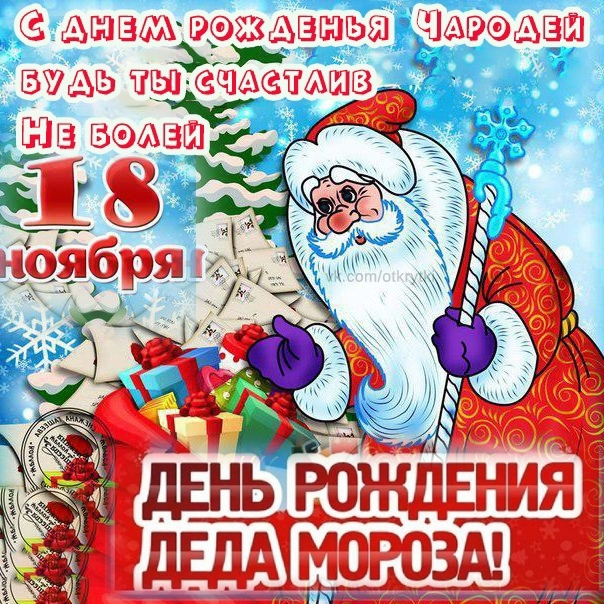 С днем рожденья Чародей
будь ты счастлив
Не болей
18
ноября
vk.com/otkrytki
ДЕНЬ РОЖДЕНИЯ
ДЕДА МОРОЗА!